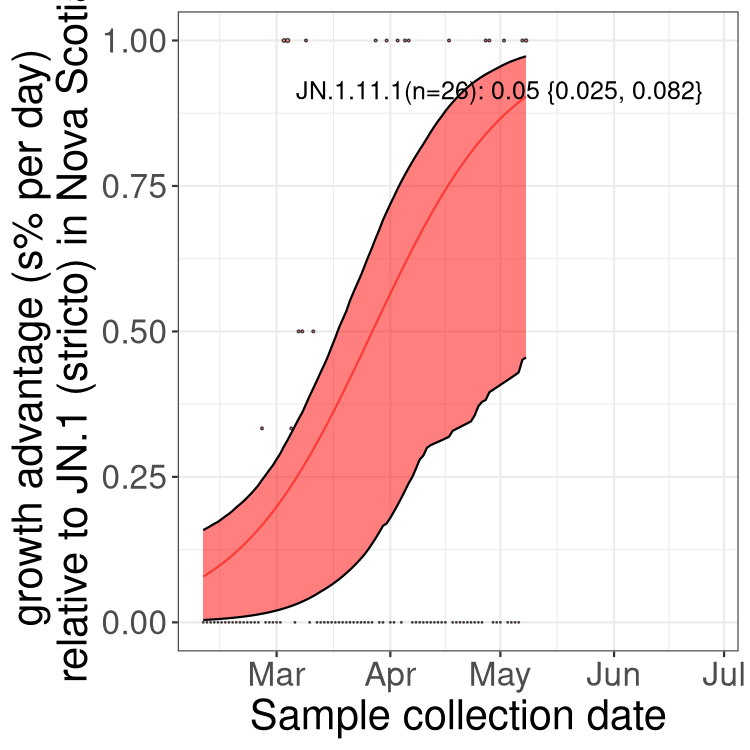 growth advantage (s% per day)
relative to JN.1 (stricto) in Nova Scotia
1.00
0.75
0.50
0.25
0.00
JN.1.11.1(n=26): 0.05 {0.025, 0.082}
Mar Apr May Jun Jul
Sample collection date